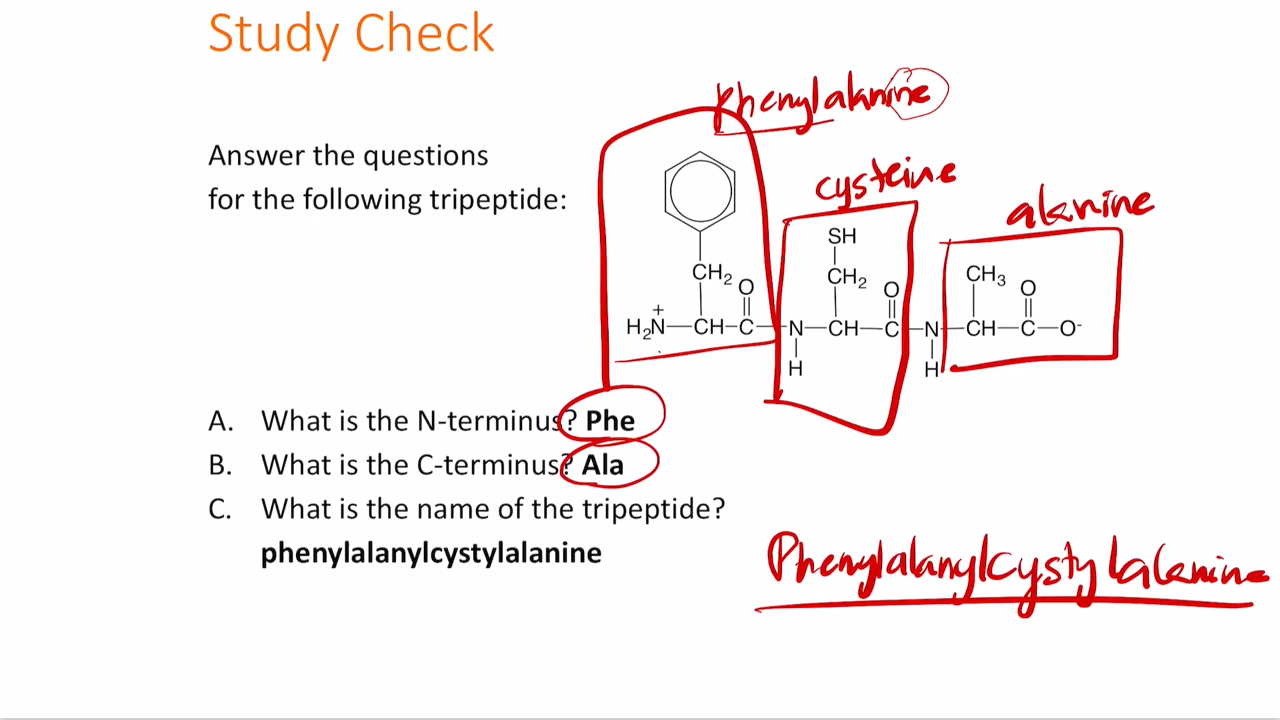 Study Check
Answer the questions
for the following tripeptide:
phenylalanine
cysteine
alanine
SH
CH2 O CH2 O CH3 O
+
H2N—CH—C—N—CH—C—N—CH—C—O-
H H
A. What is the N-terminus? Phe
B. What is the C-terminus? Ala
C. What is the name of the tripeptide?
phenylalanylcystylalanine
Phenylalanylcystylalanine